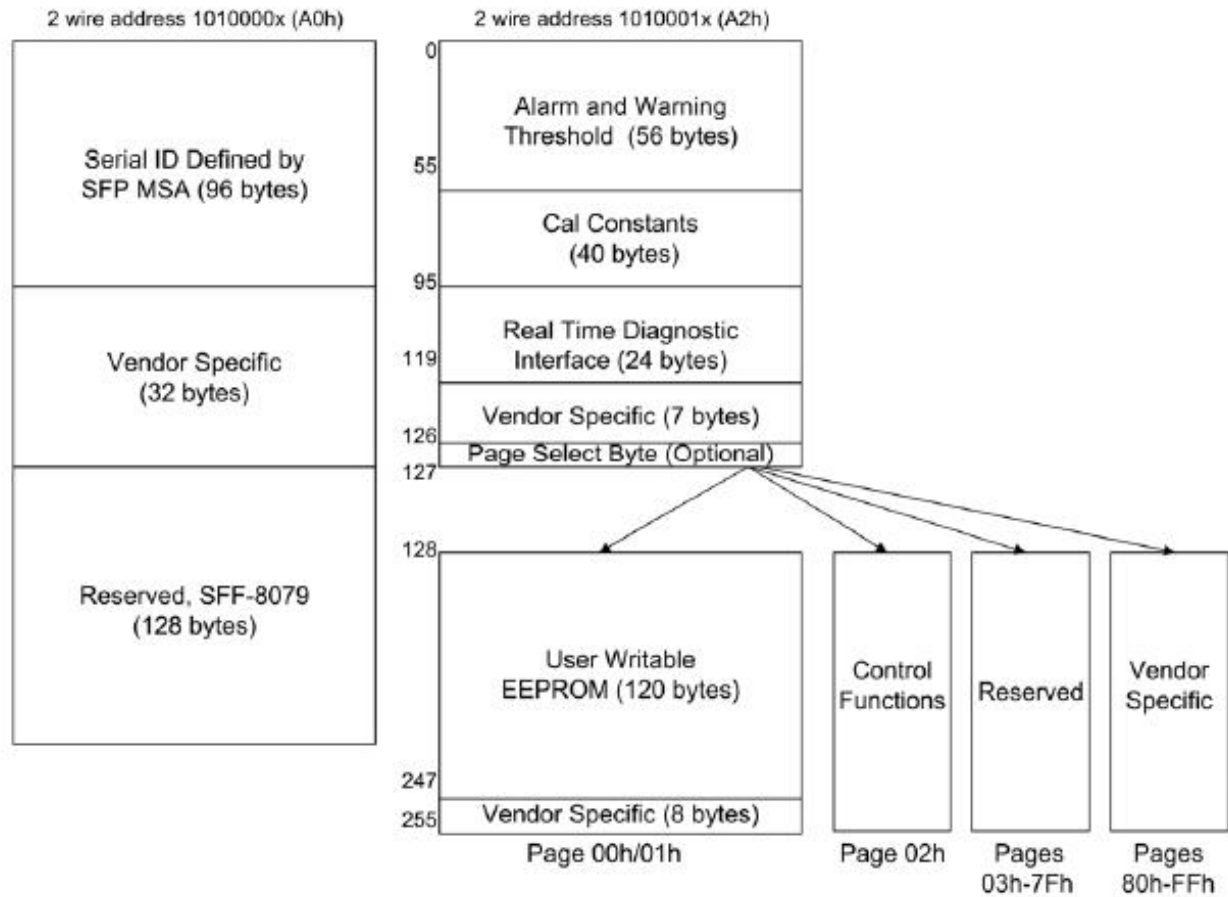 2 wire address 1010000x (A0h)
Serial ID Defined by
SFP MSA (96 bytes)
Vendor Specific
(32 bytes)
Reserved, SFF-8079
(128 bytes)
2 wire address 1010001x (A2h)
0
Alarm and Warning
Threshold (56 bytes)
55
Cal Constants
(40 bytes)
95
Real Time Diagnostic
Interface (24 bytes)
119
Vendor Specific (7 bytes)
126
Page Select Byte (Optional)
127
128
User Writable
EEPROM (120 bytes)
247
Vendor Specific (8 bytes)
255
Page 00h/01h
Control
Functions
Page 02h
Reserved
Pages
03h-7Fh
Vendor
Specific
Pages
80h-FFh